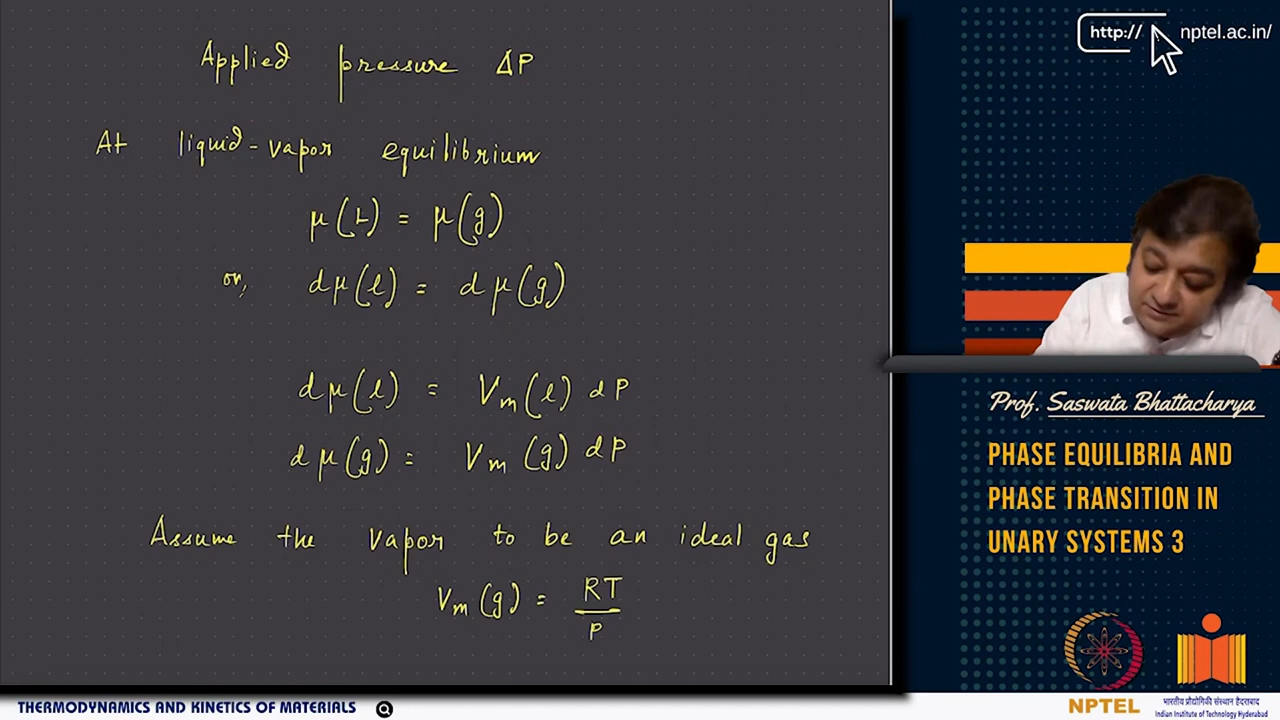 Applied pressure ΔP
At liquid-vapor equilibrium
μ(L) = μ(g)
or, dμ(l) = dμ(g)
dμ(l) = Vm(l) dP
dμ(g) = Vm(g) dP
Assume the vapor to be an ideal gas
Vm(g) = RT/P
http:// nptel.ac.in/
Prof. Saswata Bhattacharya
PHASE EQUILIBRIA AND
PHASE TRANSITION IN
UNARY SYSTEMS 3
THERMODYNAMICS AND KINETICS OF MATERIALS
NPTEL
भारतीय प्रौद्योगिकी संस्थान हैदराबाद
Indian Institute of Technology Hyderabad